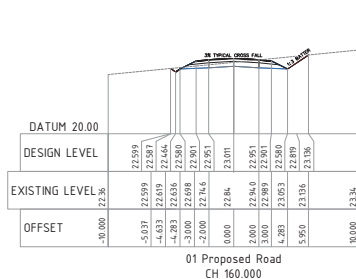 3% TYPICAL CROSS FALL
1:3 BATTER
DATUM 20.00
DESIGN LEVEL 22.599 22.587 22.464 22.580 22.901 22.951 23.011 22.951 22.901 22.580 22.819 23.136
EXISTING LEVEL 22.36 22.599 22.619 22.636 22.698 22.746 22.84 22.940 22.989 23.053 23.136 23.34
OFFSET -10.000 -5.037 -4.633 -4.283 -3.000 -2.000 0.000 2.000 3.000 4.283 5.950 10.000
01 Proposed Road
CH 160.000